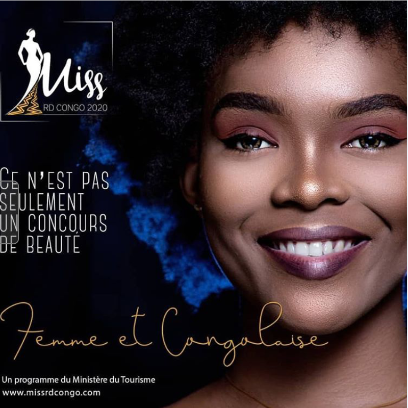 Miss
RD CONGO 2020
CE N'EST PAS
SEULEMENT
UN CONCOURS
DE BEAUTÉ
Femme et Congolaise
Un programme du Ministère du Tourisme
www.missrdcongo.com